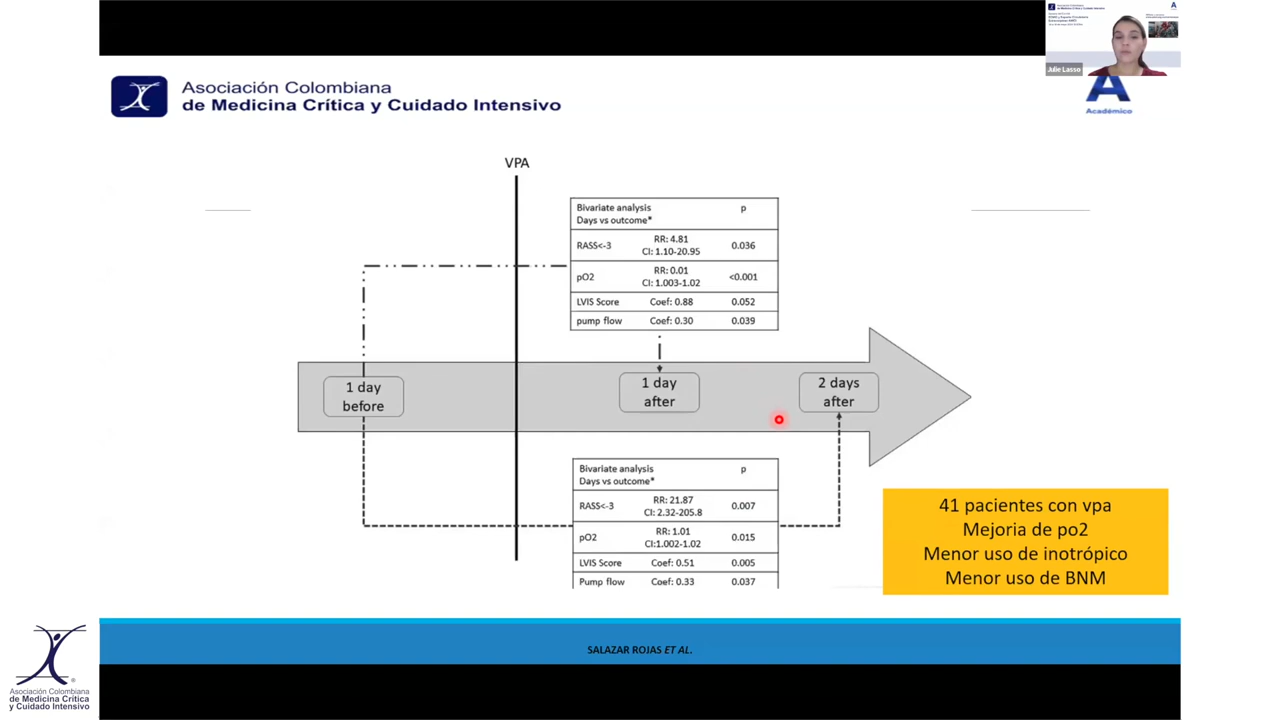 Asociación Colombiana
de Medicina Crítica y Cuidado Intensivo
Julie Lasso
A
Académico
VPA
Bivariate analysis p
Days vs outcome*
RASS<-3 RR: 4.81 0.036
CI: 1.10-20.95
pO2 RR: 0.01 <0.001
CI: 1.003-1.02
LVIS Score Coef: 0.88 0.052
pump flow Coef: 0.30 0.039
1 day
before
1 day
after
2 days
after
Bivariate analysis p
Days vs outcome*
RASS<-3 RR: 21.87 0.007
CI: 2.32-205.8
pO2 RR: 1.01 0.015
CI:1.002-1.02
LVIS Score Coef: 0.51 0.005
Pump flow Coef: 0.33 0.037
41 pacientes con vpa
Mejoria de po2
Menor uso de inotrópico
Menor uso de BNM
SALAZAR ROJAS ET AL.
Asociación Colombiana
de Medicina Crítica
y Cuidado Intensivo